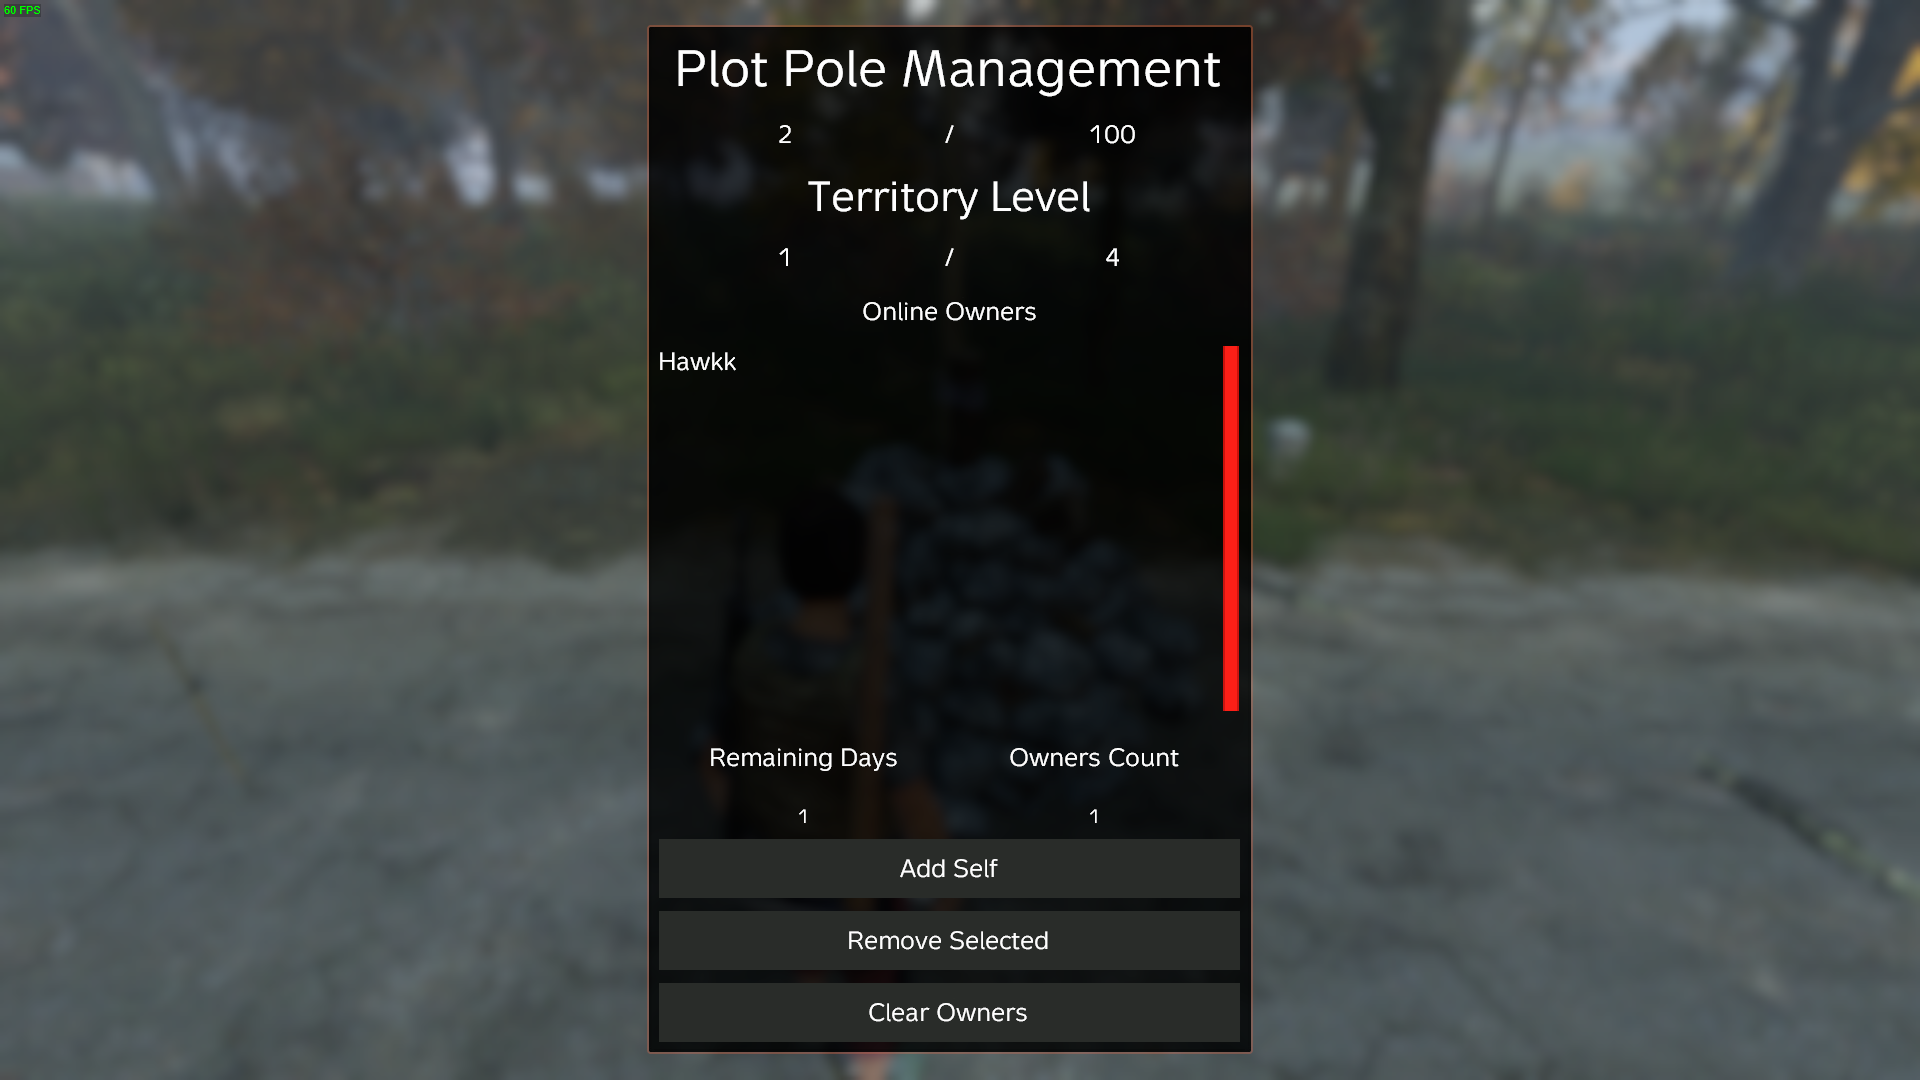 60 FPS
Plot Pole Management
2 / 100
Territory Level
1 / 4
Online Owners
Hawkk
Remaining Days Owners Count
1 1
Add Self
Remove Selected
Clear Owners